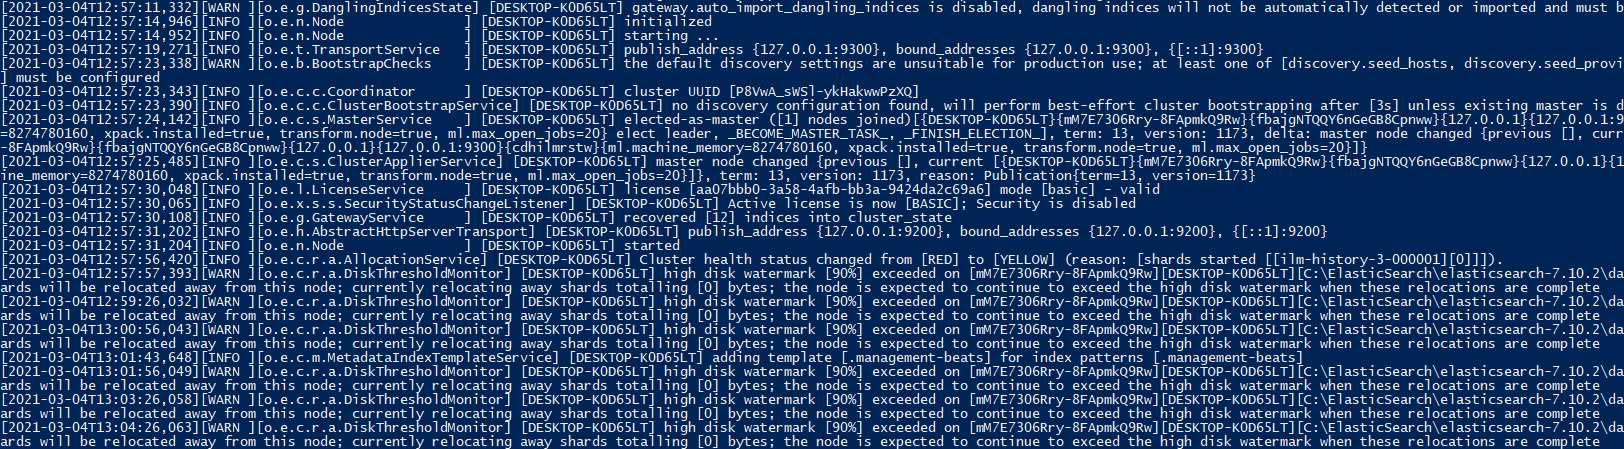 [2021-03-04T12:57:11,332][WARN ][o.e.g.DanglingIndicesState] [DESKTOP-K0D65LT] gateway.auto_import_dangling_indices is disabled, dangling indices will not be automatically detected or imported and must b
[2021-03-04T12:57:14,946][INFO ][o.e.n.Node               ] [DESKTOP-K0D65LT] initialized
[2021-03-04T12:57:14,952][INFO ][o.e.n.Node               ] [DESKTOP-K0D65LT] starting ...
[2021-03-04T12:57:19,271][INFO ][o.e.t.TransportService   ] [DESKTOP-K0D65LT] publish_address {127.0.0.1:9300}, bound_addresses {127.0.0.1:9300}, {[::1]:9300}
[2021-03-04T12:57:23,338][WARN ][o.e.b.BootstrapChecks    ] [DESKTOP-K0D65LT] the default discovery settings are unsuitable for production use; at least one of [discovery.seed_hosts, discovery.seed_provi
] must be configured
[2021-03-04T12:57:23,343][INFO ][o.e.c.c.Coordinator      ] [DESKTOP-K0D65LT] cluster UUID [P8VwA_sWSl-ykHakwwPzXQ]
[2021-03-04T12:57:23,390][INFO ][o.e.c.c.ClusterBootstrapService] [DESKTOP-K0D65LT] no discovery configuration found, will perform best-effort cluster bootstrapping after [3s] unless existing master is d
[2021-03-04T12:57:24,142][INFO ][o.e.c.s.MasterService    ] [DESKTOP-K0D65LT] elected-as-master ([1] nodes joined)[{DESKTOP-K0D65LT}{mM7E7306Rry-8FApmkQ9Rw}{fbajgNTQQY6nGeGB8Cpnww}{127.0.0.1}{127.0.0.1:9
=8274780160, xpack.installed=true, transform.node=true, ml.max_open_jobs=20} elect leader, _BECOME_MASTER_TASK_, _FINISH_ELECTION_], term: 13, version: 1173, delta: master node changed {previous [], curr
-8FApmkQ9Rw}{fbajgNTQQY6nGeGB8Cpnww}{127.0.0.1}{127.0.0.1:9300}{cdhilmrstw}{ml.machine_memory=8274780160, xpack.installed=true, transform.node=true, ml.max_open_jobs=20}]}
[2021-03-04T12:57:25,485][INFO ][o.e.c.s.ClusterApplierService] [DESKTOP-K0D65LT] master node changed {previous [], current [{DESKTOP-K0D65LT}{mM7E7306Rry-8FApmkQ9Rw}{fbajgNTQQY6nGeGB8Cpnww}{127.0.0.1}{1
ine_memory=8274780160, xpack.installed=true, transform.node=true, ml.max_open_jobs=20}]}, term: 13, version: 1173, reason: Publication{term=13, version=1173}
[2021-03-04T12:57:30,048][INFO ][o.e.l.LicenseService     ] [DESKTOP-K0D65LT] license [aa07bbb0-3a58-4afb-bb3a-9424da2c69a6] mode [basic] - valid
[2021-03-04T12:57:30,065][INFO ][o.e.x.s.s.SecurityStatusChangeListener] [DESKTOP-K0D65LT] Active license is now [BASIC]; Security is disabled
[2021-03-04T12:57:30,108][INFO ][o.e.g.GatewayService     ] [DESKTOP-K0D65LT] recovered [12] indices into cluster_state
[2021-03-04T12:57:31,202][INFO ][o.e.h.AbstractHttpServerTransport] [DESKTOP-K0D65LT] publish_address {127.0.0.1:9200}, bound_addresses {127.0.0.1:9200}, {[::1]:9200}
[2021-03-04T12:57:31,204][INFO ][o.e.n.Node               ] [DESKTOP-K0D65LT] started
[2021-03-04T12:57:56,420][INFO ][o.e.c.r.a.AllocationService] [DESKTOP-K0D65LT] Cluster health status changed from [RED] to [YELLOW] (reason: [shards started [[ilm-history-3-000001][0]]]).
[2021-03-04T12:57:57,393][WARN ][o.e.c.r.a.DiskThresholdMonitor] [DESKTOP-K0D65LT] high disk watermark [90%] exceeded on [mM7E7306Rry-8FApmkQ9Rw][DESKTOP-K0D65LT][C:\ElasticSearch\elasticsearch-7.10.2\da
ards will be relocated away from this node; currently relocating away shards totalling [0] bytes; the node is expected to continue to exceed the high disk watermark when these relocations are complete
[2021-03-04T12:59:26,032][WARN ][o.e.c.r.a.DiskThresholdMonitor] [DESKTOP-K0D65LT] high disk watermark [90%] exceeded on [mM7E7306Rry-8FApmkQ9Rw][DESKTOP-K0D65LT][C:\ElasticSearch\elasticsearch-7.10.2\da
ards will be relocated away from this node; currently relocating away shards totalling [0] bytes; the node is expected to continue to exceed the high disk watermark when these relocations are complete
[2021-03-04T13:00:56,043][WARN ][o.e.c.r.a.DiskThresholdMonitor] [DESKTOP-K0D65LT] high disk watermark [90%] exceeded on [mM7E7306Rry-8FApmkQ9Rw][DESKTOP-K0D65LT][C:\ElasticSearch\elasticsearch-7.10.2\da
ards will be relocated away from this node; currently relocating away shards totalling [0] bytes; the node is expected to continue to exceed the high disk watermark when these relocations are complete
[2021-03-04T13:01:43,648][INFO ][o.e.c.m.MetadataIndexTemplateService] [DESKTOP-K0D65LT] adding template [.management-beats] for index patterns [.management-beats]
[2021-03-04T13:01:56,049][WARN ][o.e.c.r.a.DiskThresholdMonitor] [DESKTOP-K0D65LT] high disk watermark [90%] exceeded on [mM7E7306Rry-8FApmkQ9Rw][DESKTOP-K0D65LT][C:\ElasticSearch\elasticsearch-7.10.2\da
ards will be relocated away from this node; currently relocating away shards totalling [0] bytes; the node is expected to continue to exceed the high disk watermark when these relocations are complete
[2021-03-04T13:03:26,058][WARN ][o.e.c.r.a.DiskThresholdMonitor] [DESKTOP-K0D65LT] high disk watermark [90%] exceeded on [mM7E7306Rry-8FApmkQ9Rw][DESKTOP-K0D65LT][C:\ElasticSearch\elasticsearch-7.10.2\da
ards will be relocated away from this node; currently relocating away shards totalling [0] bytes; the node is expected to continue to exceed the high disk watermark when these relocations are complete
[2021-03-04T13:04:26,063][WARN ][o.e.c.r.a.DiskThresholdMonitor] [DESKTOP-K0D65LT] high disk watermark [90%] exceeded on [mM7E7306Rry-8FApmkQ9Rw][DESKTOP-K0D65LT][C:\ElasticSearch\elasticsearch-7.10.2\da
ards will be relocated away from this node; currently relocating away shards totalling [0] bytes; the node is expected to continue to exceed the high disk watermark when these relocations are complete